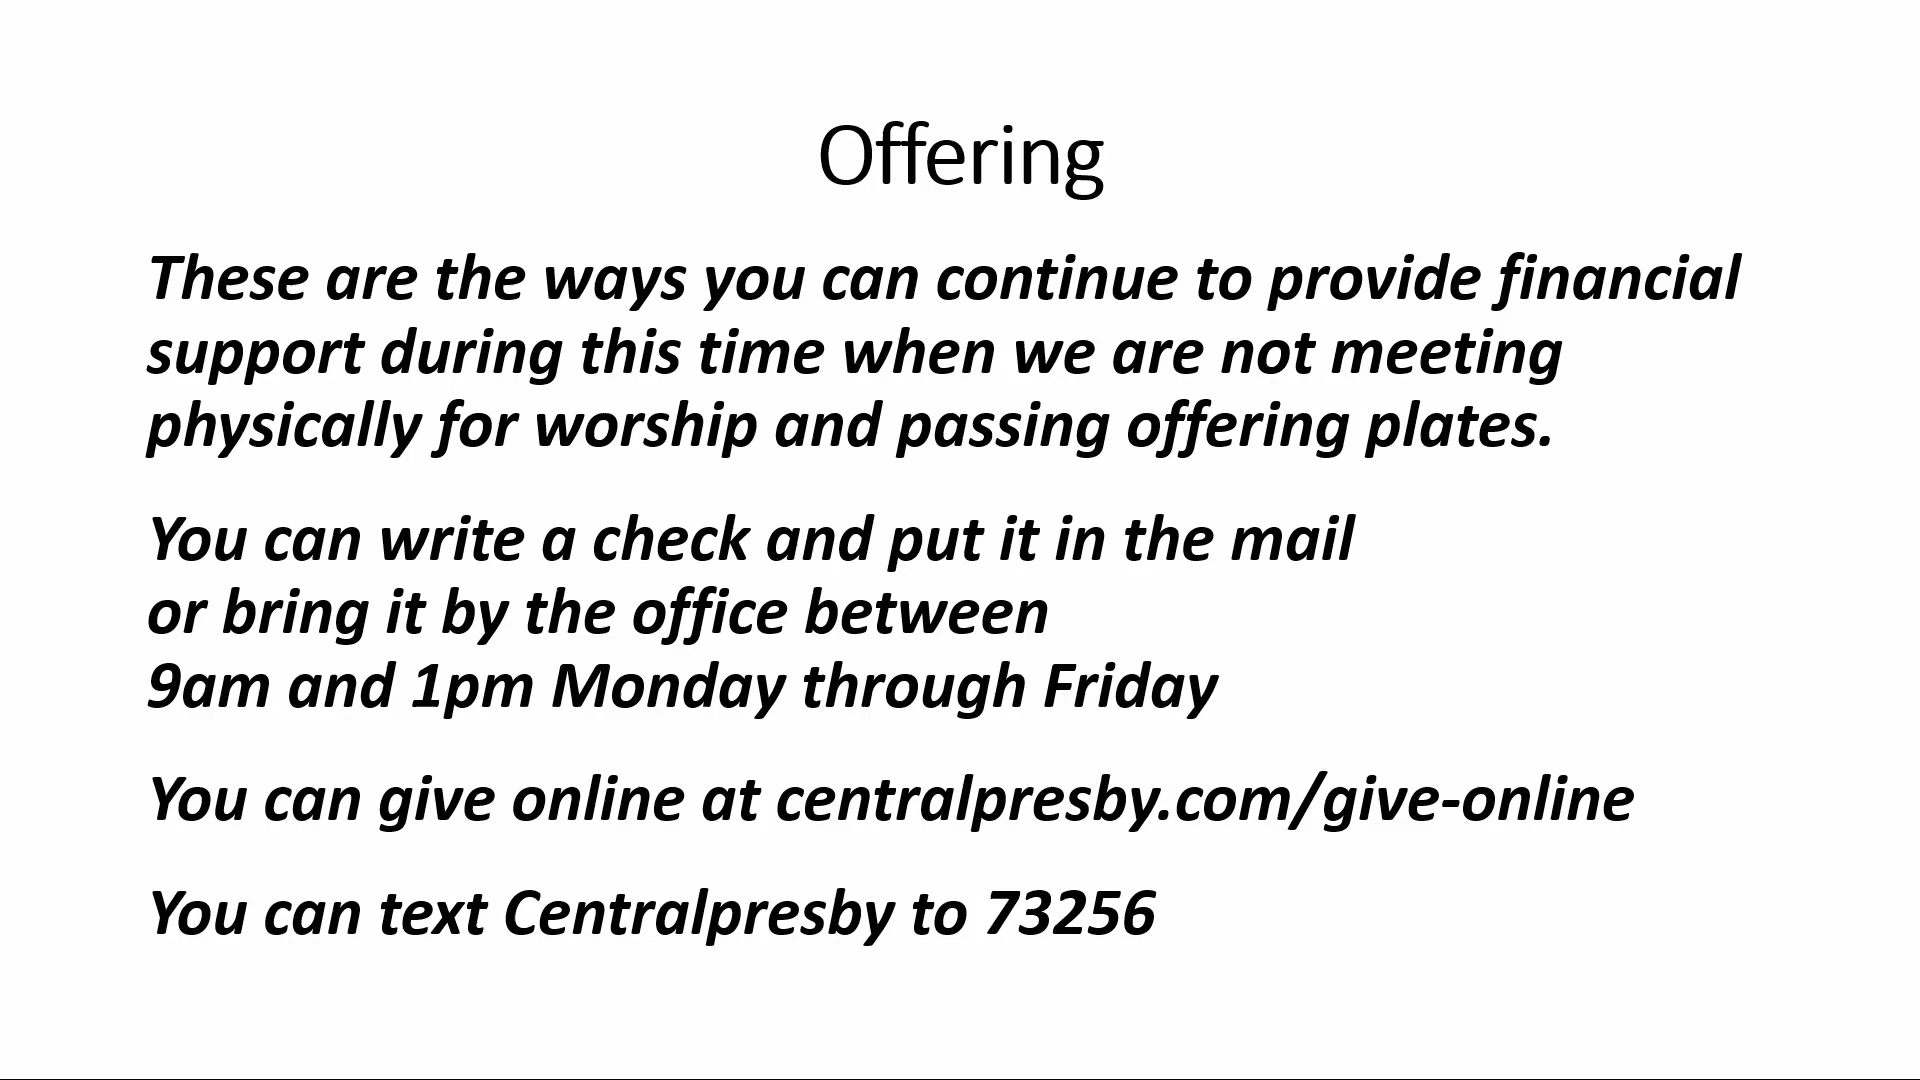 Offering
These are the ways you can continue to provide financial
support during this time when we are not meeting
physically for worship and passing offering plates.
You can write a check and put it in the mail
or bring it by the office between
9am and 1pm Monday through Friday
You can give online at centralpresby.com/give-online
You can text Centralpresby to 73256